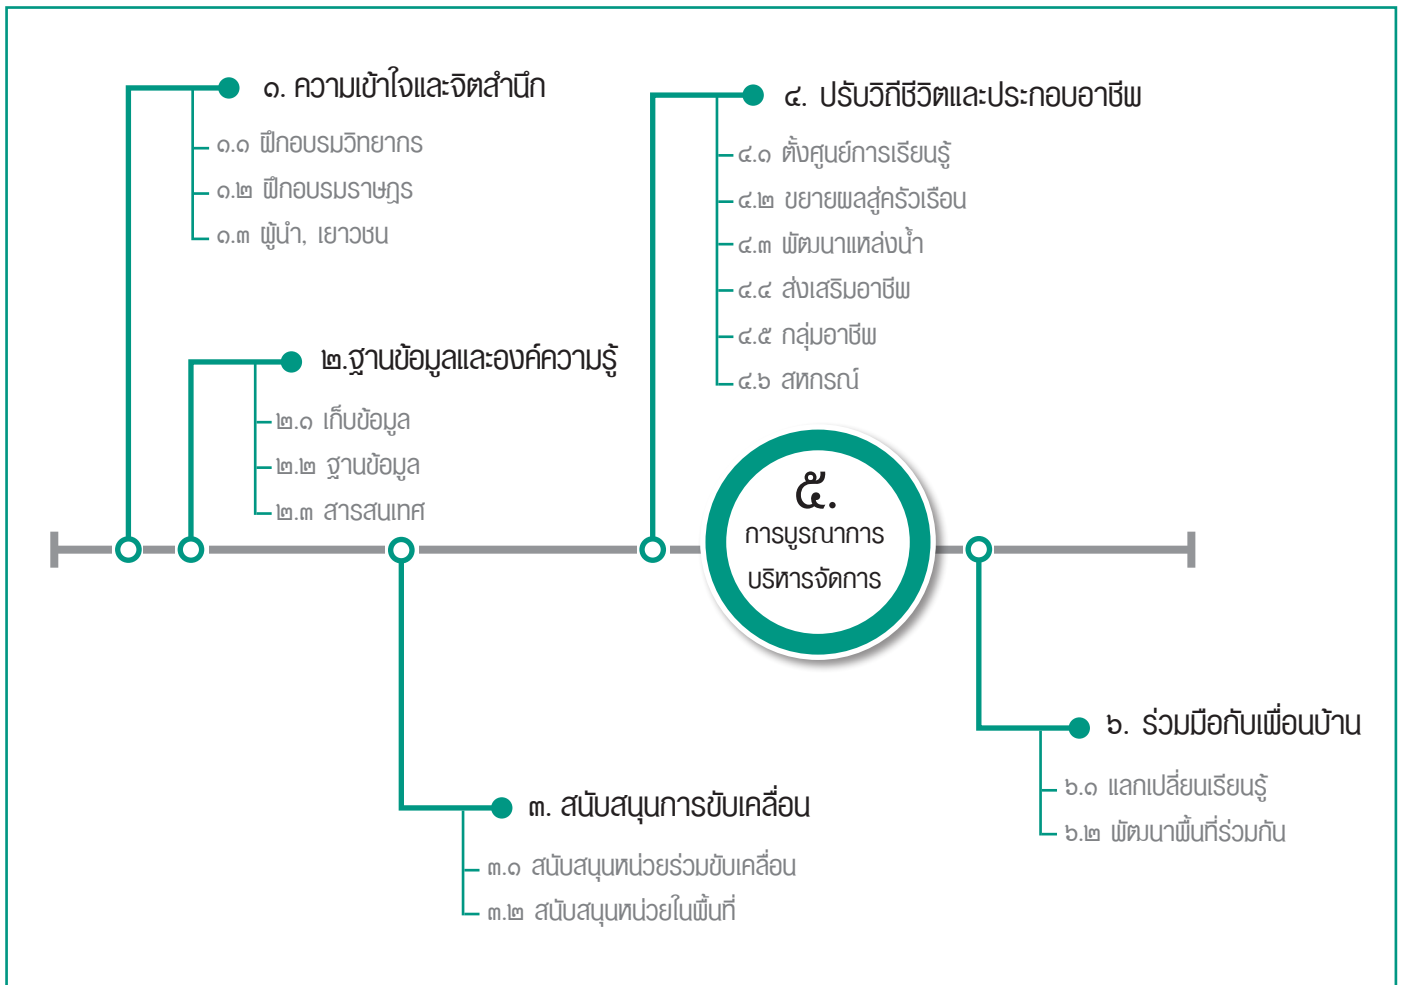 ๑. ความเข้าใจและจิตสำนึก
๑.๑ ฝึกอบรมวิทยากร
๑.๒ ฝึกอบรมราษฎร
๑.๓ ผู้นำ, เยาวชน
๒.ฐานข้อมูลและองค์ความรู้
๒.๑ เก็บข้อมูล
๒.๒ ฐานข้อมูล
๒.๓ สารสนเทศ
๓. สนับสนุนการขับเคลื่อน
๓.๑ สนับสนุนหน่วยร่วมขับเคลื่อน
๓.๒ สนับสนุนหน่วยในพื้นที่
๔. ปรับวิถีชีวิตและประกอบอาชีพ
๔.๑ ตั้งศูนย์การเรียนรู้
๔.๒ ขยายผลสู่ครัวเรือน
๔.๓ พัฒนาแหล่งน้ำ
๔.๔ ส่งเสริมอาชีพ
๔.๕ กลุ่มอาชีพ
๔.๖ สหกรณ์
๕.
การบูรณาการ
บริหารจัดการ
๖. ร่วมมือกับเพื่อนบ้าน
๖.๑ แลกเปลี่ยนเรียนรู้
๖.๒ พัฒนาพื้นที่ร่วมกัน